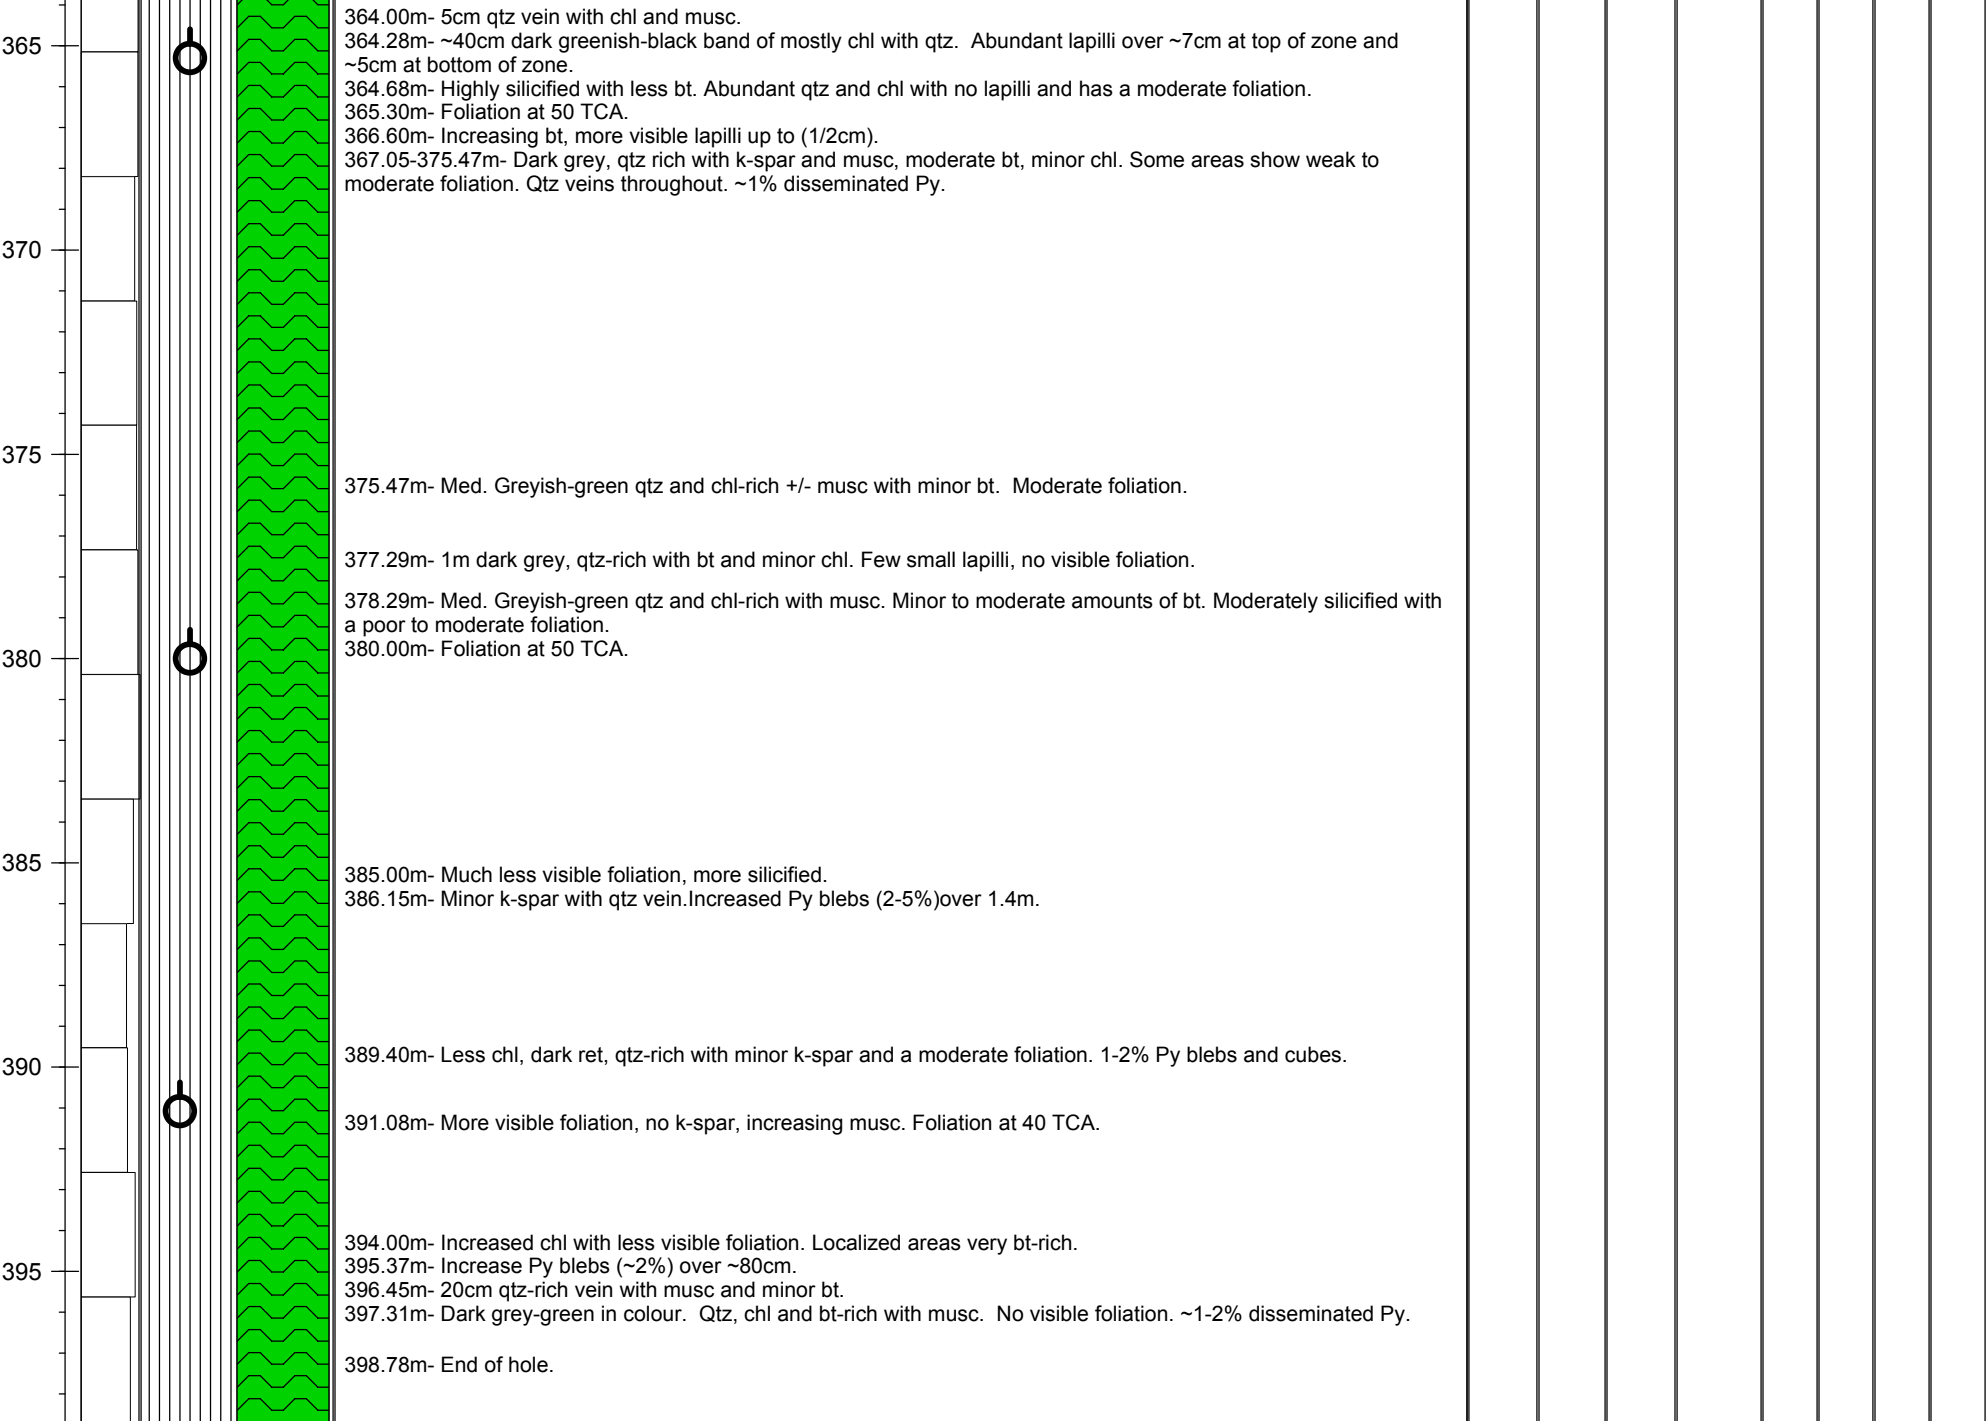 364.00m- 5cm qtz vein with chl and musc.
365
364.28m- ~40cm dark greenish-black band of mostly chl with qtz.  Abundant lapilli over ~7cm at top of zone and
~5cm at bottom of zone.
364.68m- Highly silicified with less bt. Abundant qtz and chl with no lapilli and has a moderate foliation.
365.30m- Foliation at 50 TCA.
366.60m- Increasing bt, more visible lapilli up to (1/2cm).
367.05-375.47m- Dark grey, qtz rich with k-spar and musc, moderate bt, minor chl. Some areas show weak to
moderate foliation. Qtz veins throughout. ~1% disseminated Py.
370
375
375.47m- Med. Greyish-green qtz and chl-rich +/- musc with minor bt.  Moderate foliation.
377.29m- 1m dark grey, qtz-rich with bt and minor chl. Few small lapilli, no visible foliation.
378.29m- Med. Greyish-green qtz and chl-rich with musc. Minor to moderate amounts of bt. Moderately silicified with
a poor to moderate foliation.
380
380.00m- Foliation at 50 TCA.
385
385.00m- Much less visible foliation, more silicified.
386.15m- Minor k-spar with qtz vein.Increased Py blebs (2-5%)over 1.4m.
389.40m- Less chl, dark ret, qtz-rich with minor k-spar and a moderate foliation. 1-2% Py blebs and cubes.
390
391.08m- More visible foliation, no k-spar, increasing musc. Foliation at 40 TCA.
394.00m- Increased chl with less visible foliation. Localized areas very bt-rich.
395
395.37m- Increase Py blebs (~2%) over ~80cm.
396.45m- 20cm qtz-rich vein with musc and minor bt.
397.31m- Dark grey-green in colour.  Qtz, chl and bt-rich with musc.  No visible foliation. ~1-2% disseminated Py.
398.78m- End of hole.